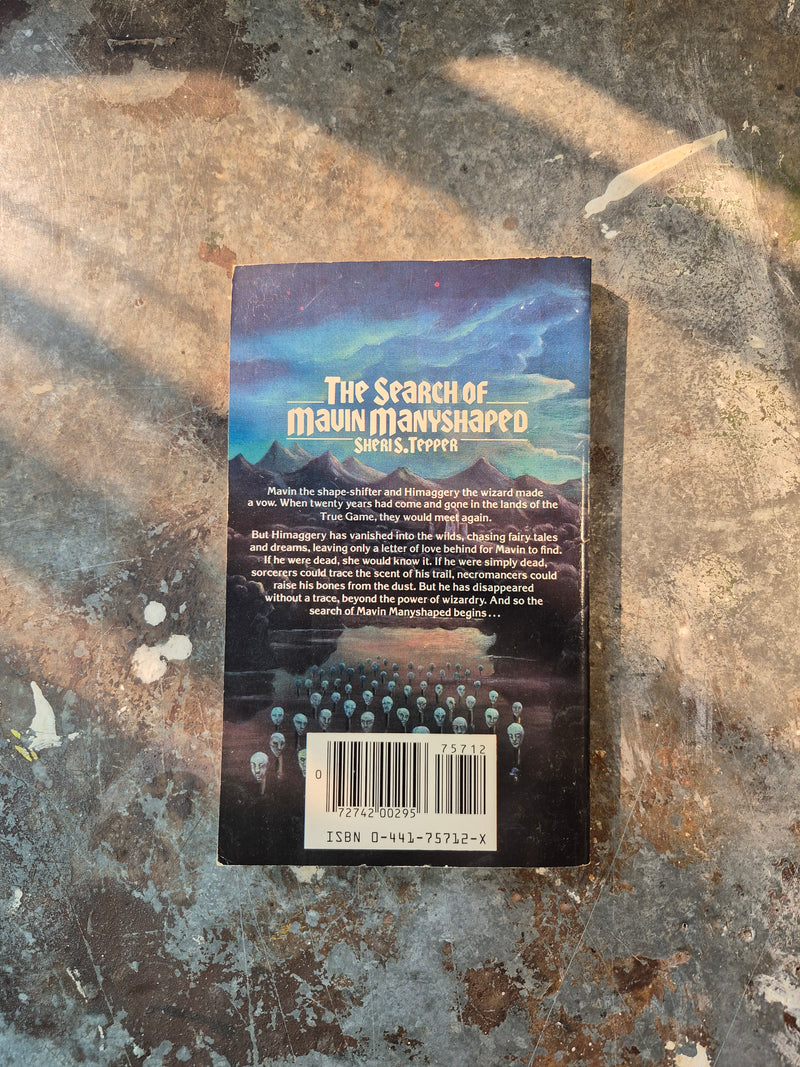 The Search of
Mavin Manyshaped
Sheri S. Tepper
Mavin the shape-shifter and Himaggery the wizard made
a vow. When twenty years had come and gone in the lands of the
True Game, they would meet again.
But Himaggery has vanished into the wilds, chasing fairy tales
and dreams, leaving only a letter of love behind for Mavin to find.
If he were dead, she would know it. If he were simply dead,
sorcerers could trace the scent of his trail, necromancers could
raise his bones from the dust. But he has disappeared
without a trace, beyond the power of wizardry. And so the
search of Mavin Manyshaped begins . . .
75712
0
72742 00295
ISBN 0-441-75712-X